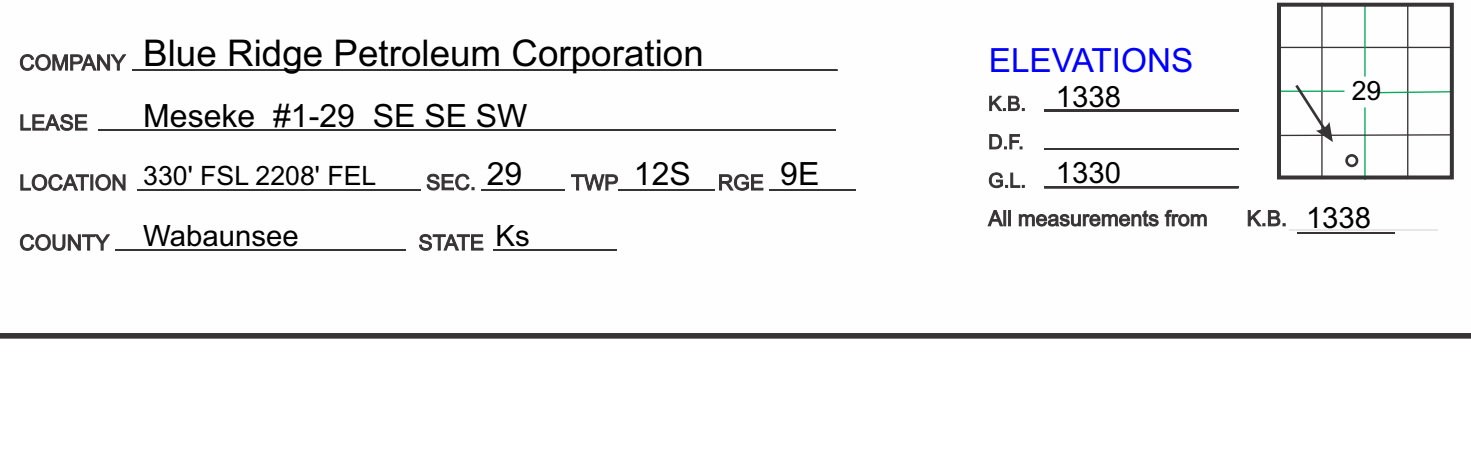 COMPANY Blue Ridge Petroleum Corporation
LEASE Meseke #1-29 SE SE SW
LOCATION 330' FSL 2208' FEL SEC. 29 TWP 12S RGE 9E
COUNTY Wabaunsee STATE Ks
ELEVATIONS
K.B. 1338
D.F.
G.L. 1330
All measurements from K.B. 1338
29